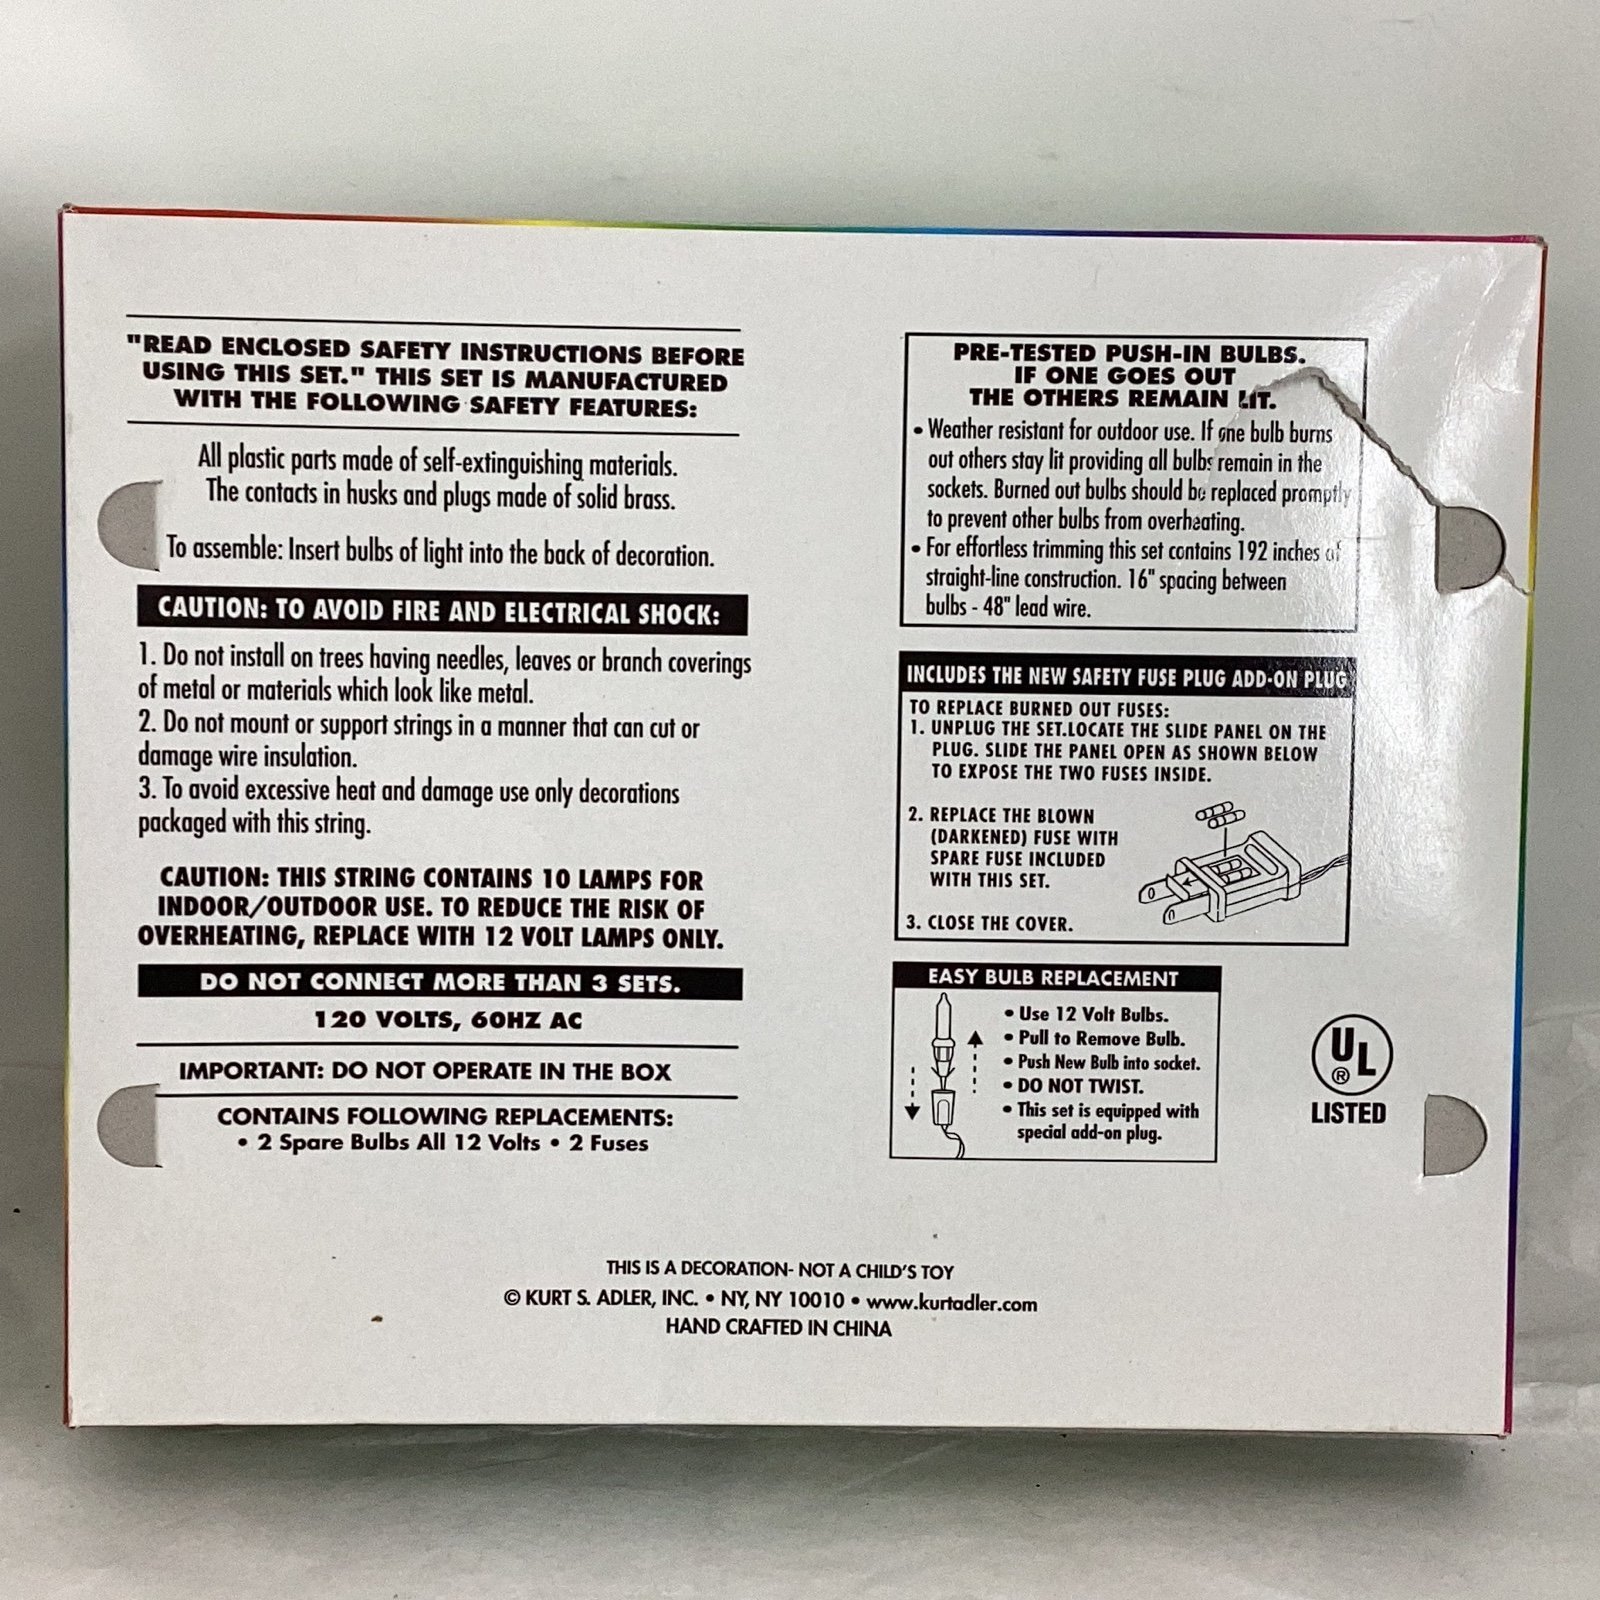 "READ ENCLOSED SAFETY INSTRUCTIONS BEFORE
USING THIS SET." THIS SET IS MANUFACTURED
WITH THE FOLLOWING SAFETY FEATURES:
All plastic parts made of self-extinguishing materials.
The contacts in husks and plugs made of solid brass.
To assemble: Insert bulbs of light into the back of decoration.
CAUTION: TO AVOID FIRE AND ELECTRICAL SHOCK:
1. Do not install on trees having needles, leaves or branch coverings
of metal or materials which look like metal.
2. Do not mount or support strings in a manner that can cut or
damage wire insulation.
3. To avoid excessive heat and damage use only decorations
packaged with this string.
CAUTION: THIS STRING CONTAINS 10 LAMPS FOR
INDOOR/OUTDOOR USE. TO REDUCE THE RISK OF
OVERHEATING, REPLACE WITH 12 VOLT LAMPS ONLY.
DO NOT CONNECT MORE THAN 3 SETS.
120 VOLTS, 60HZ AC
IMPORTANT: DO NOT OPERATE IN THE BOX
CONTAINS FOLLOWING REPLACEMENTS:
• 2 Spare Bulbs All 12 Volts • 2 Fuses
PRE-TESTED PUSH-IN BULBS.
IF ONE GOES OUT
THE OTHERS REMAIN LIT.
• Weather resistant for outdoor use. If one bulb burns
out others stay lit providing all bulbs remain in the
sockets. Burned out bulbs should be replaced promptly
to prevent other bulbs from overheating.
• For effortless trimming this set contains 192 inches of
straight-line construction. 16" spacing between
bulbs - 48" lead wire.
INCLUDES THE NEW SAFETY FUSE PLUG ADD-ON PLUG
TO REPLACE BURNED OUT FUSES:
1. UNPLUG THE SET.LOCATE THE SLIDE PANEL ON THE
PLUG. SLIDE THE PANEL OPEN AS SHOWN BELOW
TO EXPOSE THE TWO FUSES INSIDE.
2. REPLACE THE BLOWN
(DARKENED) FUSE WITH
SPARE FUSE INCLUDED
WITH THIS SET.
3. CLOSE THE COVER.
EASY BULB REPLACEMENT
• Use 12 Volt Bulbs.
• Pull to Remove Bulb.
• Push New Bulb into socket.
• DO NOT TWIST.
• This set is equipped with
special add-on plug.
UL ®
LISTED
THIS IS A DECORATION- NOT A CHILD'S TOY
© KURT S. ADLER, INC. • NY, NY 10010 • www.kurtadler.com
HAND CRAFTED IN CHINA